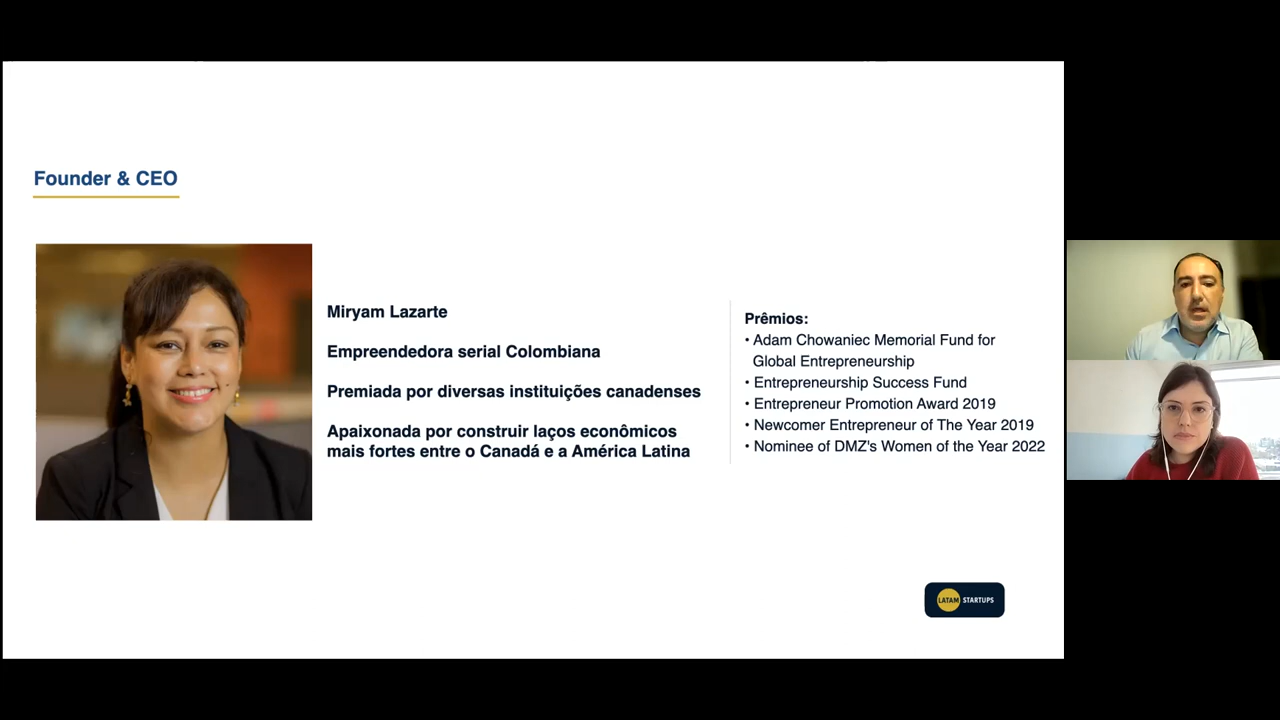 Founder & CEO
Miryam Lazarte
Empreendedora serial Colombiana
Premiada por diversas instituições canadenses
Apaixonada por construir laços econômicos
mais fortes entre o Canadá e a América Latina
Prêmios:
• Adam Chowaniec Memorial Fund for
Global Entrepreneurship
• Entrepreneurship Success Fund
• Entrepreneur Promotion Award 2019
• Newcomer Entrepreneur of The Year 2019
• Nominee of DMZ's Women of the Year 2022
LATAM STARTUPS